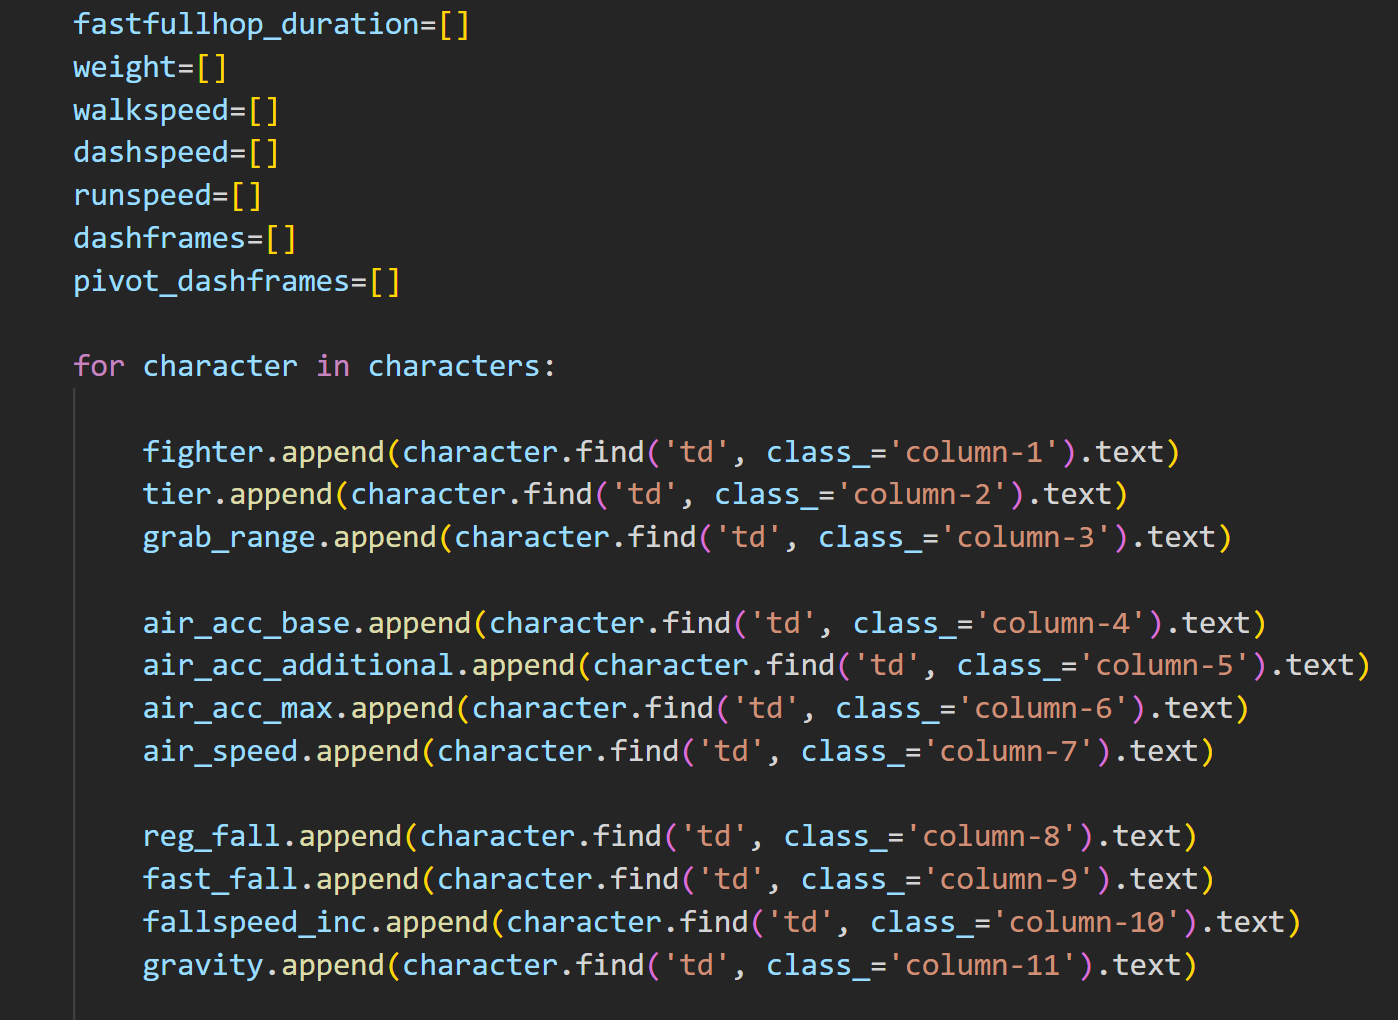 fastfullhop_duration=[]
weight=[]
walkspeed=[]
dashspeed=[]
runspeed=[]
dashframes=[]
pivot_dashframes=[]
for character in characters:
fighter.append(character.find('td', class_='column-1').text)
tier.append(character.find('td', class_='column-2').text)
grab_range.append(character.find('td', class_='column-3').text)
air_acc_base.append(character.find('td', class_='column-4').text)
air_acc_additional.append(character.find('td', class_='column-5').text)
air_acc_max.append(character.find('td', class_='column-6').text)
air_speed.append(character.find('td', class_='column-7').text)
reg_fall.append(character.find('td', class_='column-8').text)
fast_fall.append(character.find('td', class_='column-9').text)
fallspeed_inc.append(character.find('td', class_='column-10').text)
gravity.append(character.find('td', class_='column-11').text)